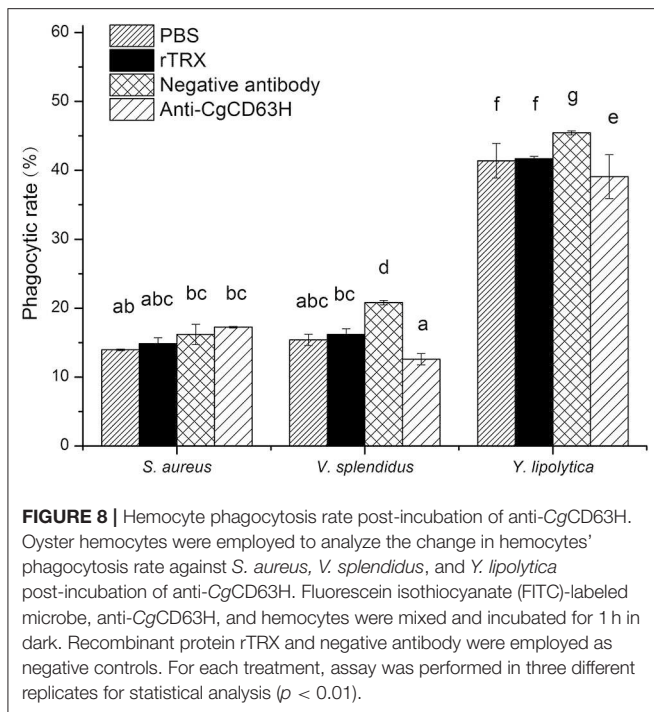 PBS
rTRX
Negative antibody
Anti-CgCD63H
Phagocytic rate (%)
60
50
40
30
20
10
0
ab abc bc bc
abc bc d a
f f g e
S. aureus V. splendidus Y. lipolytica
FIGURE 8 | Hemocyte phagocytosis rate post-incubation of anti-CgCD63H.
Oyster hemocytes were employed to analyze the change in hemocytes'
phagocytosis rate against S. aureus, V. splendidus, and Y. lipolytica
post-incubation of anti-CgCD63H. Fluorescein isothiocyanate (FITC)-labeled
microbe, anti-CgCD63H, and hemocytes were mixed and incubated for 1 h in
dark. Recombinant protein rTRX and negative antibody were employed as
negative controls. For each treatment, assay was performed in three different
replicates for statistical analysis (p < 0.01).